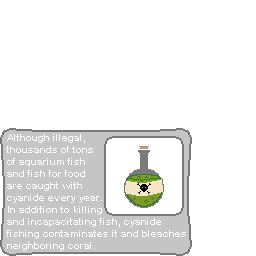 Although illegal,
thousands of tons
of aquarium fish
and fish for food
are caught with
cyanide every year.
In addition to killing
and incapacitating fish, cyanide
fishing contaminates it and bleaches
neighboring coral.